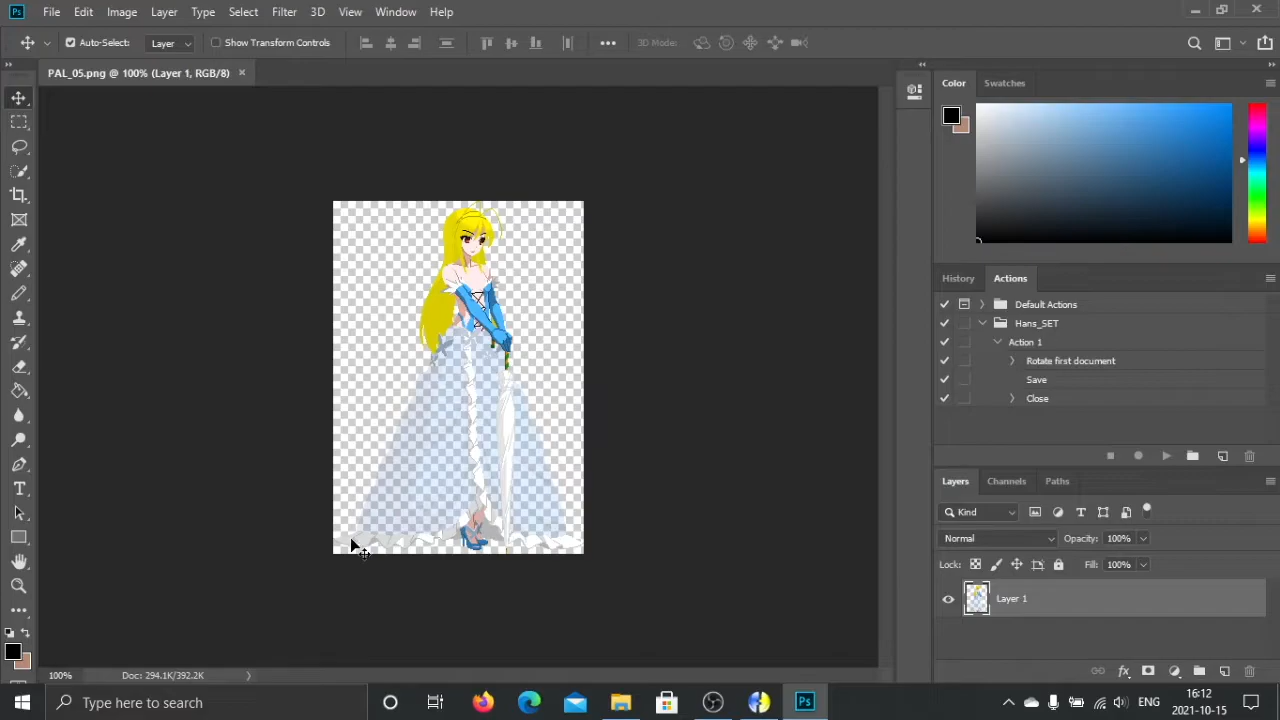 Ps File Edit Image Layer Type Select Filter 3D View Window Help
Auto-Select: Layer Show Transform Controls 3D Mode:
PAL_05.png @ 100% (Layer 1, RGB/8)
Color Swatches
History Actions
Default Actions
Hans_SET
Action 1
Rotate first document
Save
Close
Layers Channels Paths
Kind
Normal Opacity: 100%
Lock: Fill: 100%
Layer 1
100% Doc: 294.1K/392.2K
Type here to search
Ps
ENG
16:12
2021-10-15